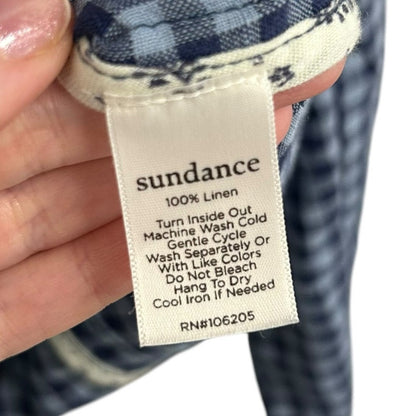 sundance
100% Linen
Turn Inside Out
Machine Wash Cold
Gentle Cycle
Wash Separately Or
With Like Colors
Do Not Bleach
Hang To Dry
Cool Iron If Needed
RN#106205